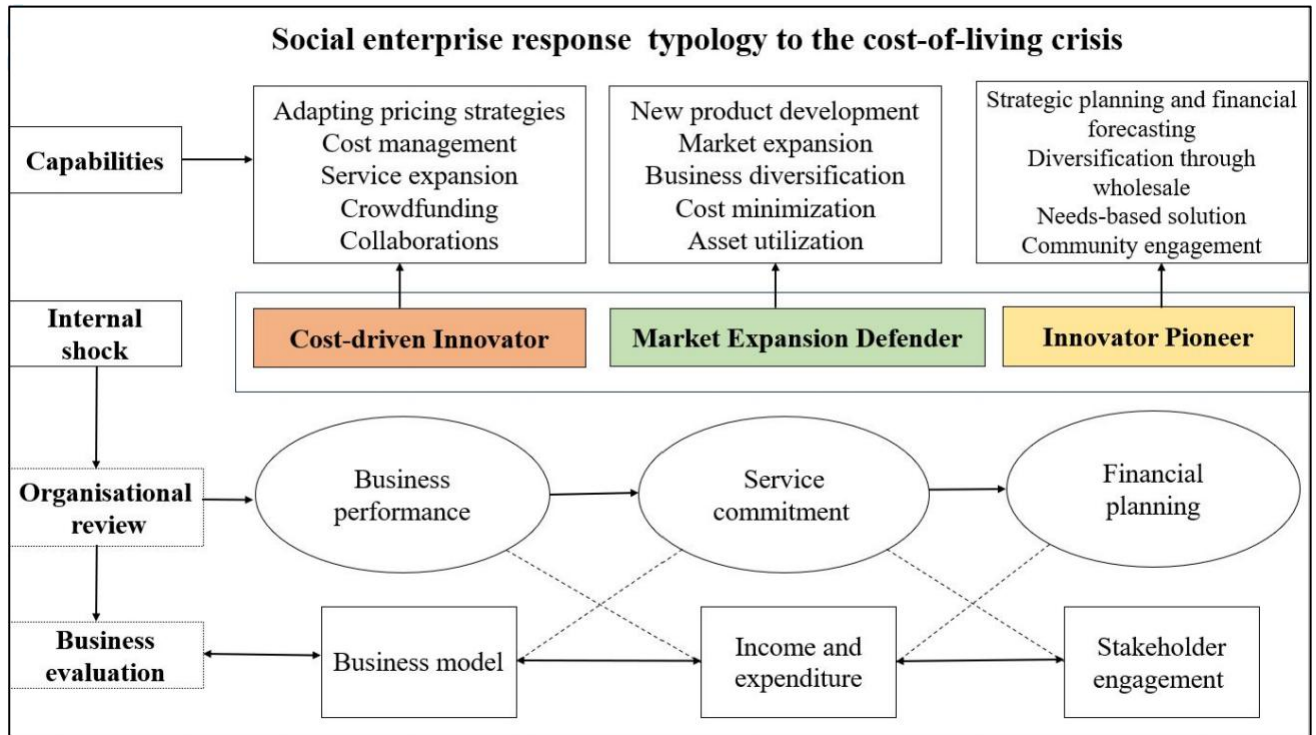 Social enterprise response typology to the cost-of-living crisis
Capabilities
Adapting pricing strategies
Cost management
Service expansion
Crowdfunding
Collaborations
New product development
Market expansion
Business diversification
Cost minimization
Asset utilization
Strategic planning and financial
forecasting
Diversification through
wholesale
Needs-based solution
Community engagement
Internal
shock
Cost-driven Innovator
Market Expansion Defender
Innovator Pioneer
Organisational
review
Business
performance
Service
commitment
Financial
planning
Business
evaluation
Business model
Income and
expenditure
Stakeholder
engagement